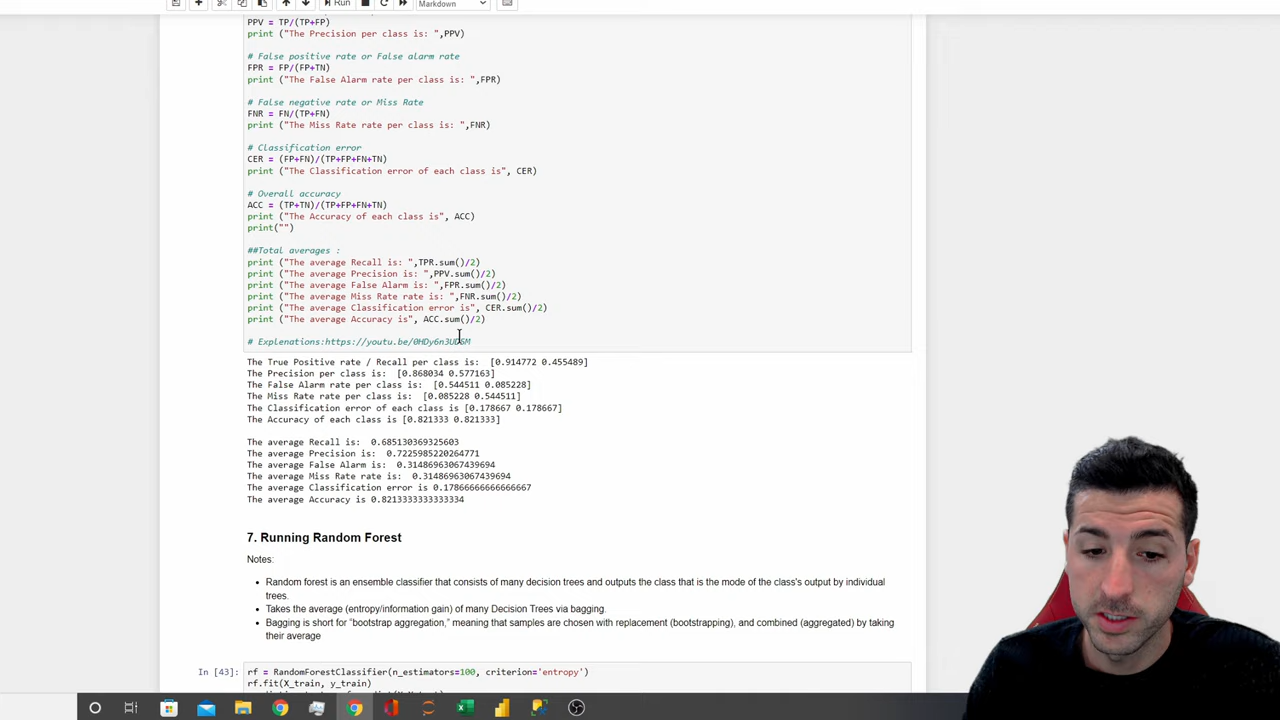 Run
Markdown
PPV = TP/(TP+FP)
print ("The Precision per class is: ",PPV)
# False positive rate or False alarm rate
FPR = FP/(FP+TN)
print ("The False Alarm rate per class is: ",FPR)
# False negative rate or Miss Rate
FNR = FN/(TP+FN)
print ("The Miss Rate rate per class is: ",FNR)
# Classification error
CER = (FP+FN)/(TP+FP+FN+TN)
print ("The Classification error of each class is", CER)
# Overall accuracy
ACC = (TP+TN)/(TP+FP+FN+TN)
print ("The Accuracy of each class is", ACC)
print("")
##Total averages :
print ("The average Recall is: ",TPR.sum()/2)
print ("The average Precision is: ",PPV.sum()/2)
print ("The average False Alarm is: ",FPR.sum()/2)
print ("The average Miss Rate rate is: ",FNR.sum()/2)
print ("The average Classification error is", CER.sum()/2)
print ("The average Accuracy is", ACC.sum()/2)
# Explenations:https://youtu.be/0HDy6n3UD6M
The True Positive rate / Recall per class is:  [0.914772 0.455489]
The Precision per class is:  [0.868034 0.577163]
The False Alarm rate per class is:  [0.544511 0.085228]
The Miss Rate rate per class is:  [0.085228 0.544511]
The Classification error of each class is [0.178667 0.178667]
The Accuracy of each class is [0.821333 0.821333]
The average Recall is:  0.685130369325603
The average Precision is:  0.7225985220264771
The average False Alarm is:  0.31486963067439694
The average Miss Rate rate is:  0.31486963067439694
The average Classification error is 0.17866666666666667
The average Accuracy is 0.8213333333333334
7. Running Random Forest
Notes:
Random forest is an ensemble classifier that consists of many decision trees and outputs the class that is the mode of the class's output by individual
trees.
Takes the average (entropy/information gain) of many Decision Trees via bagging.
Bagging is short for "bootstrap aggregation," meaning that samples are chosen with replacement (bootstrapping), and combined (aggregated) by taking
their average
In [43]: rf = RandomForestClassifier(n_estimators=100, criterion='entropy')
rf.fit(X_train, y_train)